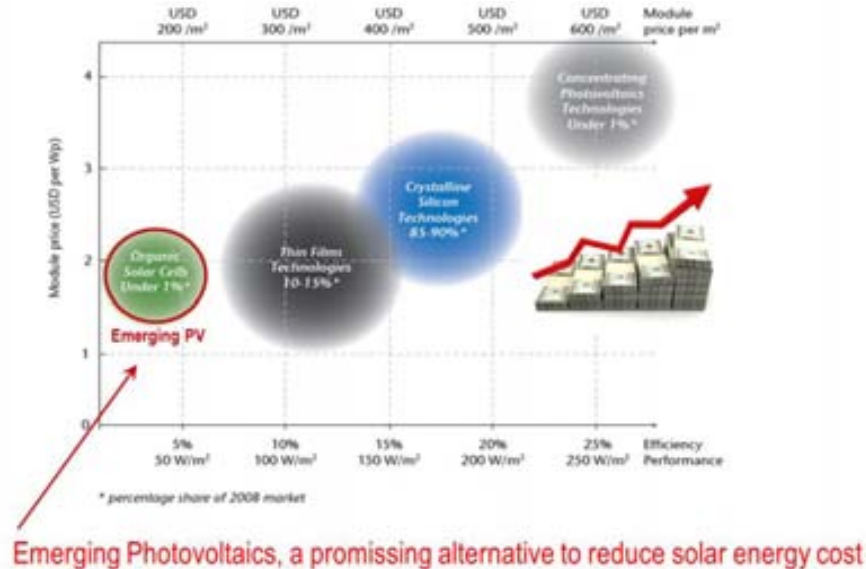 USD 200 /m²
USD 300 /m²
USD 400 /m²
USD 500 /m²
USD 600 /m²
Module price per m²
Module price (USD per Wp)
4
3
2
1
0
Concentrating
Photovoltaics
Technologies
Under 1%*
Crystalline
Silicon
Technologies
85-90%*
Thin Films
Technologies
10-15%*
Organic
Solar Cells
Under 1%*
Emerging PV
5%
50 W/m²
10%
100 W/m²
15%
150 W/m²
20%
200 W/m²
25%
250 W/m²
Efficiency
Performance
* percentage share of 2008 market
Emerging Photovoltaics, a promissing alternative to reduce solar energy cost